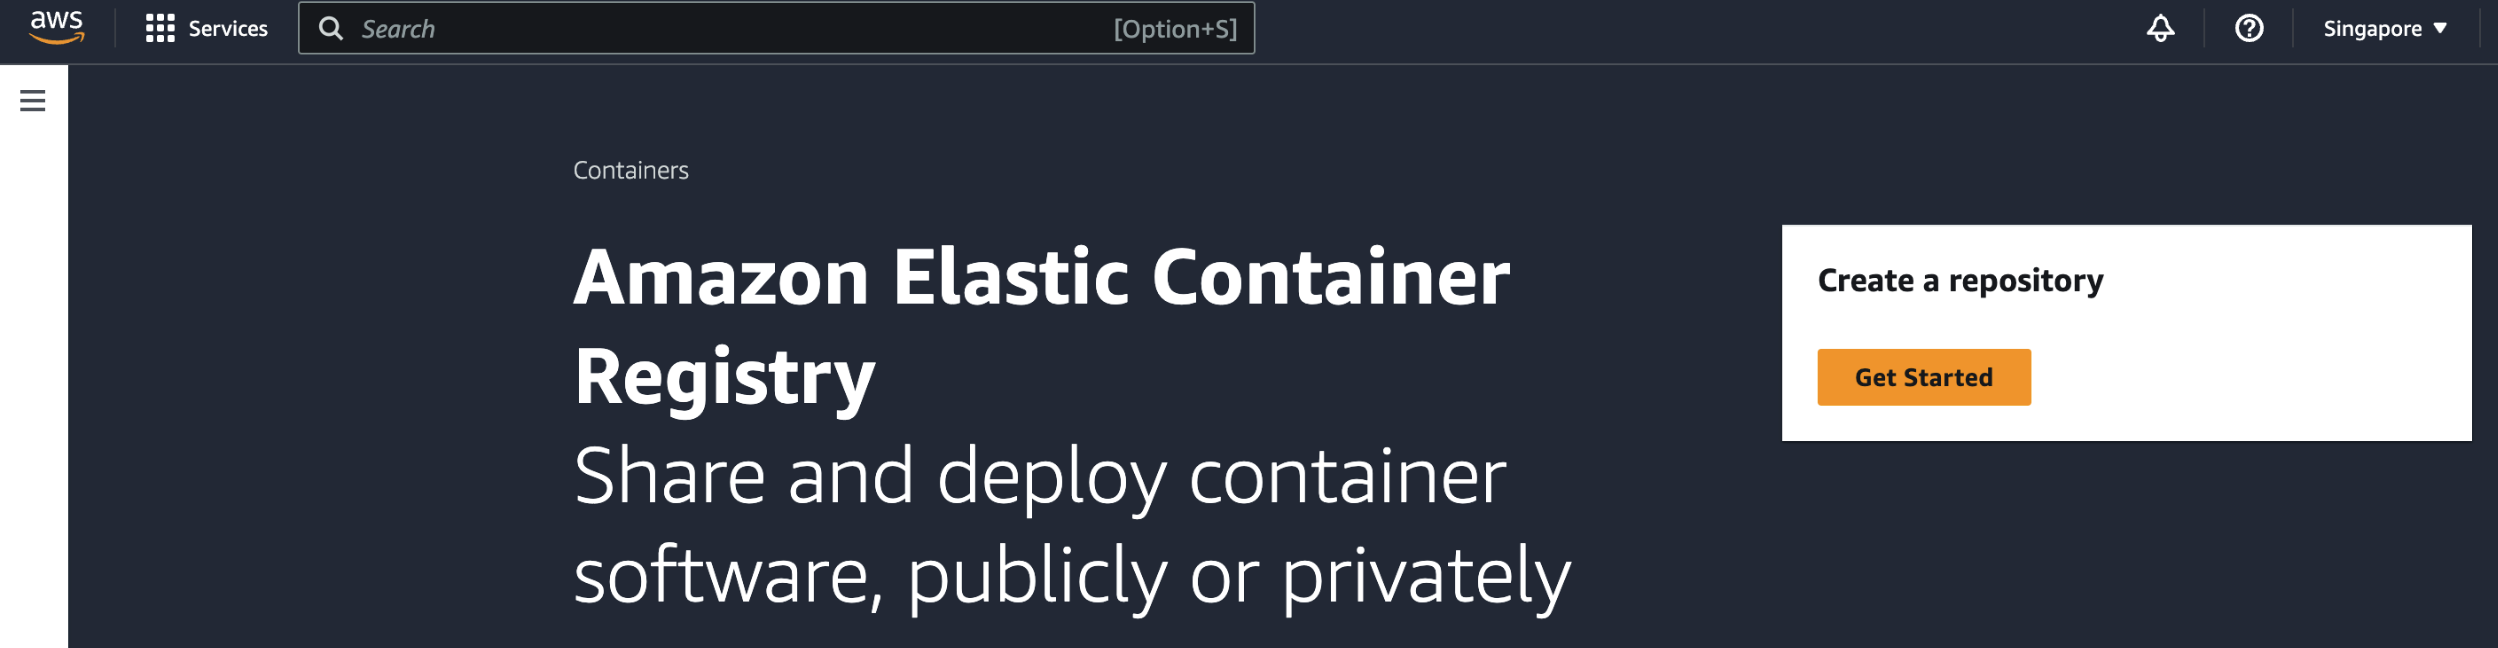 aws
Services
Search
[Option+S]
Singapore
Containers
Amazon Elastic Container
Registry
Share and deploy container
software, publicly or privately
Create a repository
Get Started